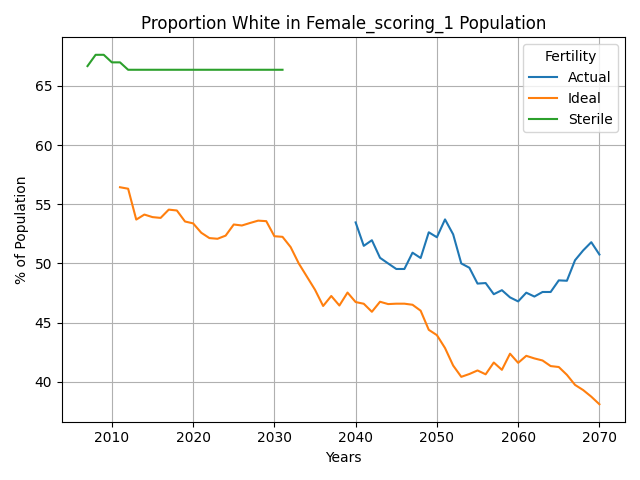 Proportion White in Female_scoring_1 Population
Fertility
Actual
Ideal
Sterile
% of Population
65
60
55
50
45
40
2010 2020 2030 2040 2050 2060 2070
Years